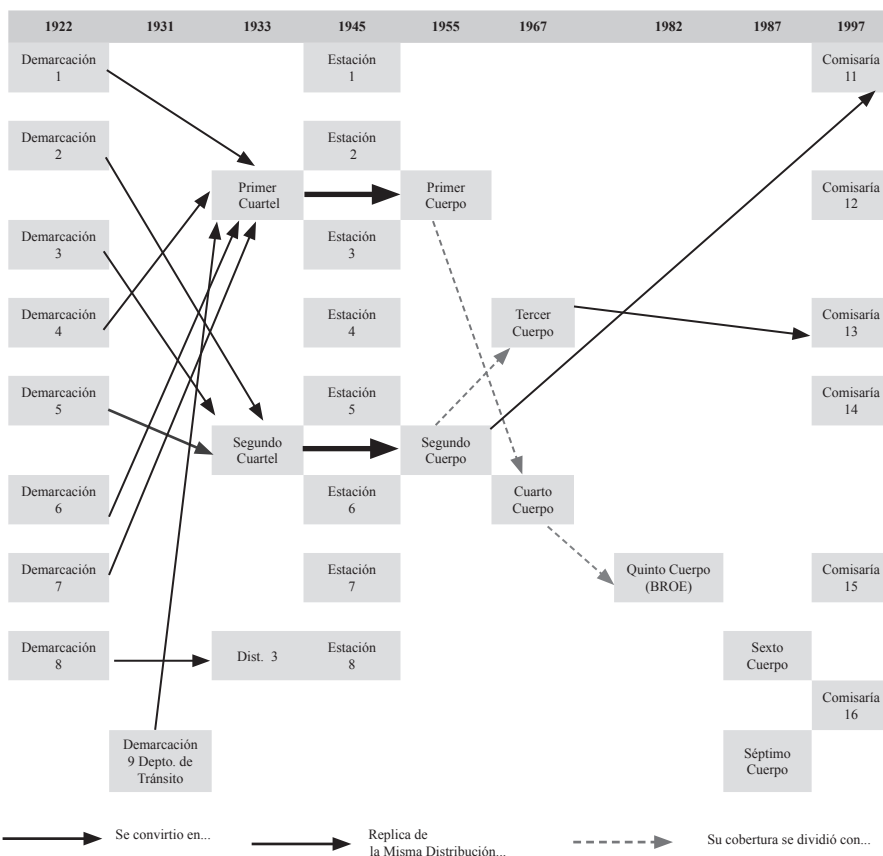 1922 1931 1933 1945 1955 1967 1982 1987 1997
Demarcación
1
Estación
1
Comisaría
11
Demarcación
2
Estación
2
Primer
Cuartel
Primer
Cuerpo
Comisaría
12
Demarcación
3
Estación
3
Demarcación
4
Estación
4
Tercer
Cuerpo
Comisaría
13
Demarcación
5
Estación
5
Comisaría
14
Segundo
Cuartel
Segundo
Cuerpo
Demarcación
6
Estación
6
Cuarto
Cuerpo
Demarcación
7
Estación
7
Quinto Cuerpo
(BROE)
Comisaría
15
Demarcación
8
Dist. 3
Estación
8
Sexto
Cuerpo
Comisaría
16
Demarcación
9 Depto. de
Tránsito
Séptimo
Cuerpo
Se convirtio en...
Replica de
la Misma Distribución...
Su cobertura se dividió con...